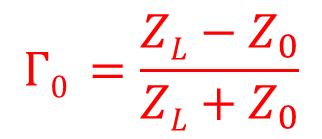 Γ₀ = (Z_L − Z₀) / (Z_L + Z₀)